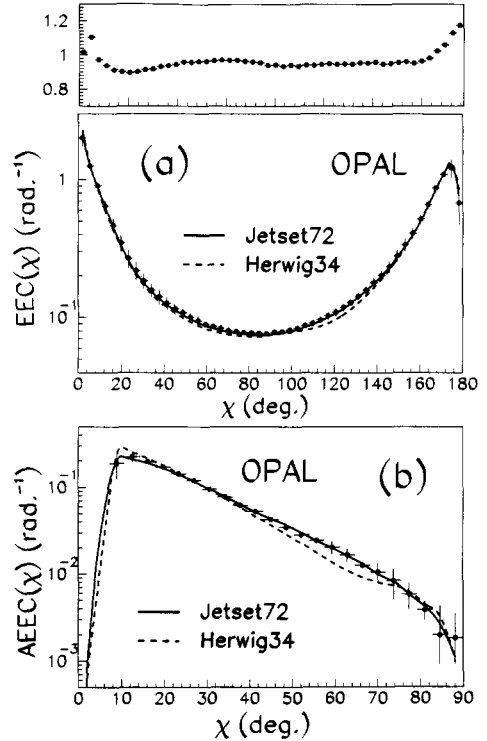 1.2
1
0.8
(a)
OPAL
1
EEC(χ) (rad.⁻¹)
Jetset72
Herwig34
10⁻¹
0 20 40 60 80 100 120 140 160 180
χ (deg.)
OPAL
(b)
10⁻¹
AEEC(χ) (rad.⁻¹)
10⁻²
Jetset72
Herwig34
10⁻³
0 10 20 30 40 50 60 70 80 90
χ (deg.)